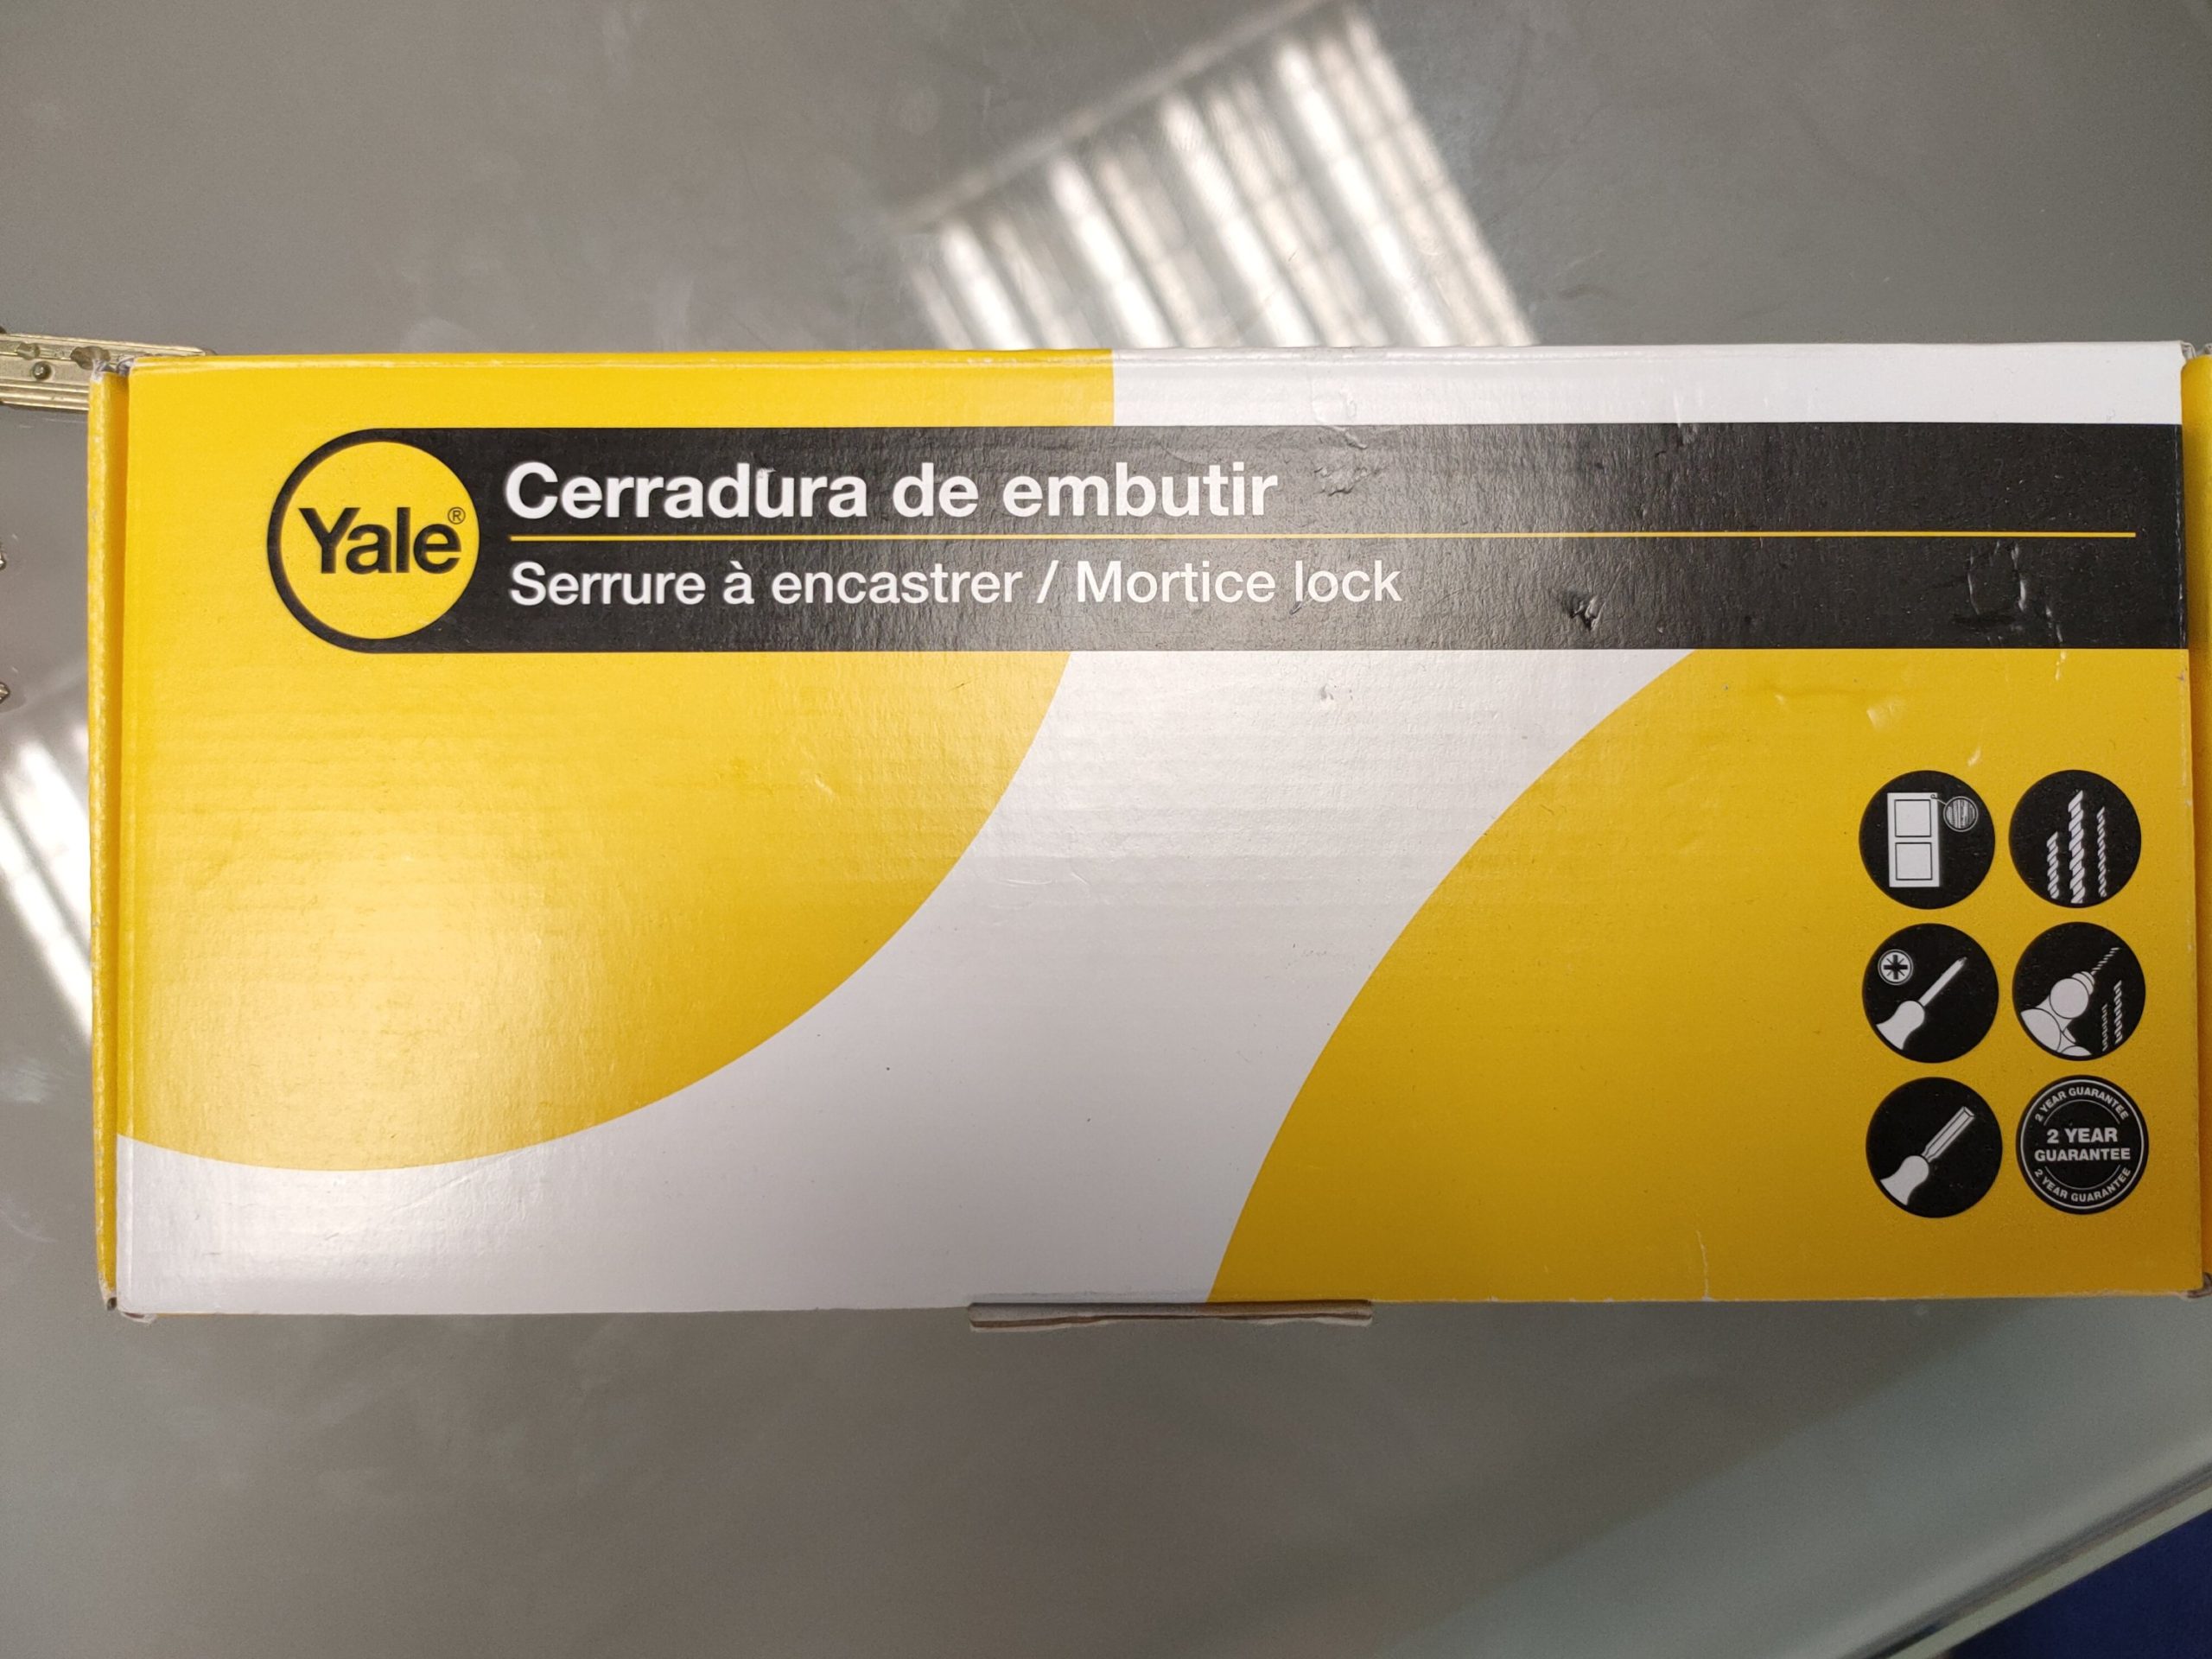 Yale®
Cerradura de embutir
Serrure à encastrer / Mortice lock
2 YEAR GUARANTEE
2 YEAR
GUARANTEE
2 YEAR GUARANTEE